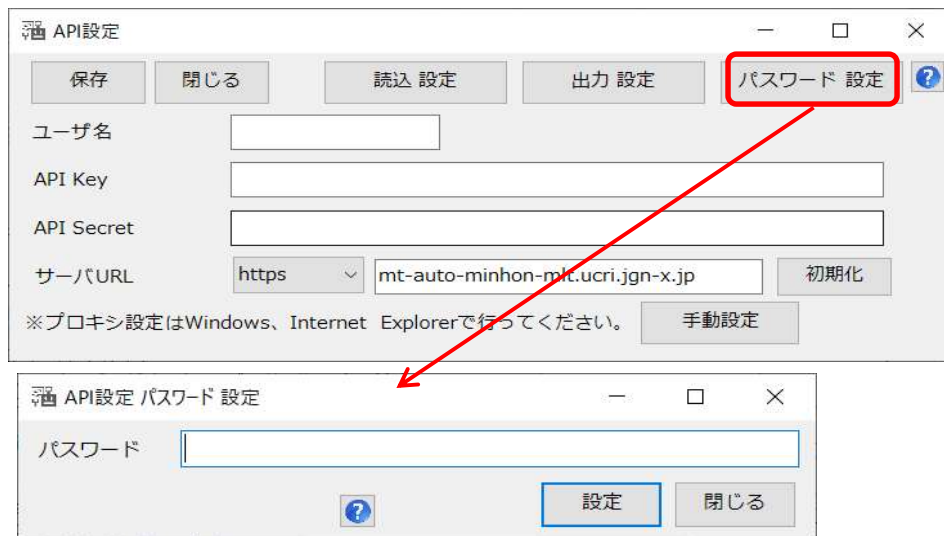 API設定
保存 閉じる 読込 設定 出力 設定 パスワード 設定
ユーザ名
API Key
API Secret
サーバURL https mt-auto-minhon-mlt.ucri.jgn-x.jp 初期化
※プロキシ設定はWindows、Internet Explorerで行ってください。 手動設定
API設定 パスワード 設定
パスワード
設定 閉じる